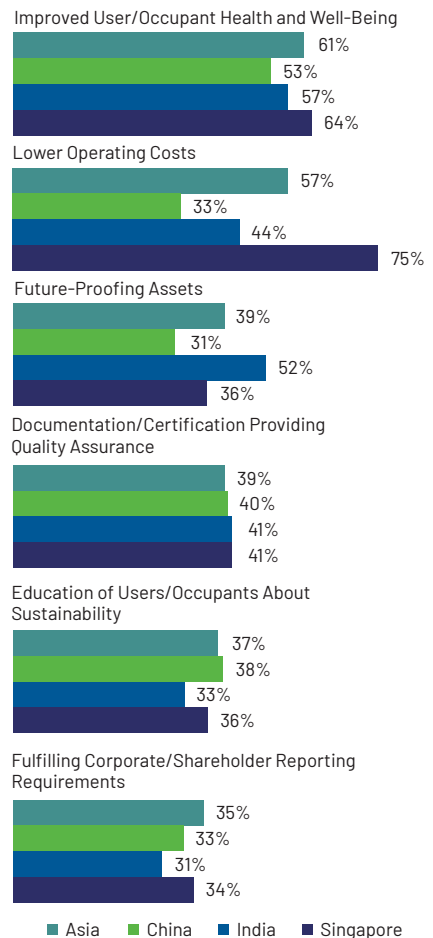 Improved User/Occupant Health and Well-Being
61%
53%
57%
64%
Lower Operating Costs
57%
33%
44%
75%
Future-Proofing Assets
39%
31%
52%
36%
Documentation/Certification Providing
Quality Assurance
39%
40%
41%
41%
Education of Users/Occupants About
Sustainability
37%
38%
33%
36%
Fulfilling Corporate/Shareholder Reporting
Requirements
35%
33%
31%
34%
Asia China India Singapore